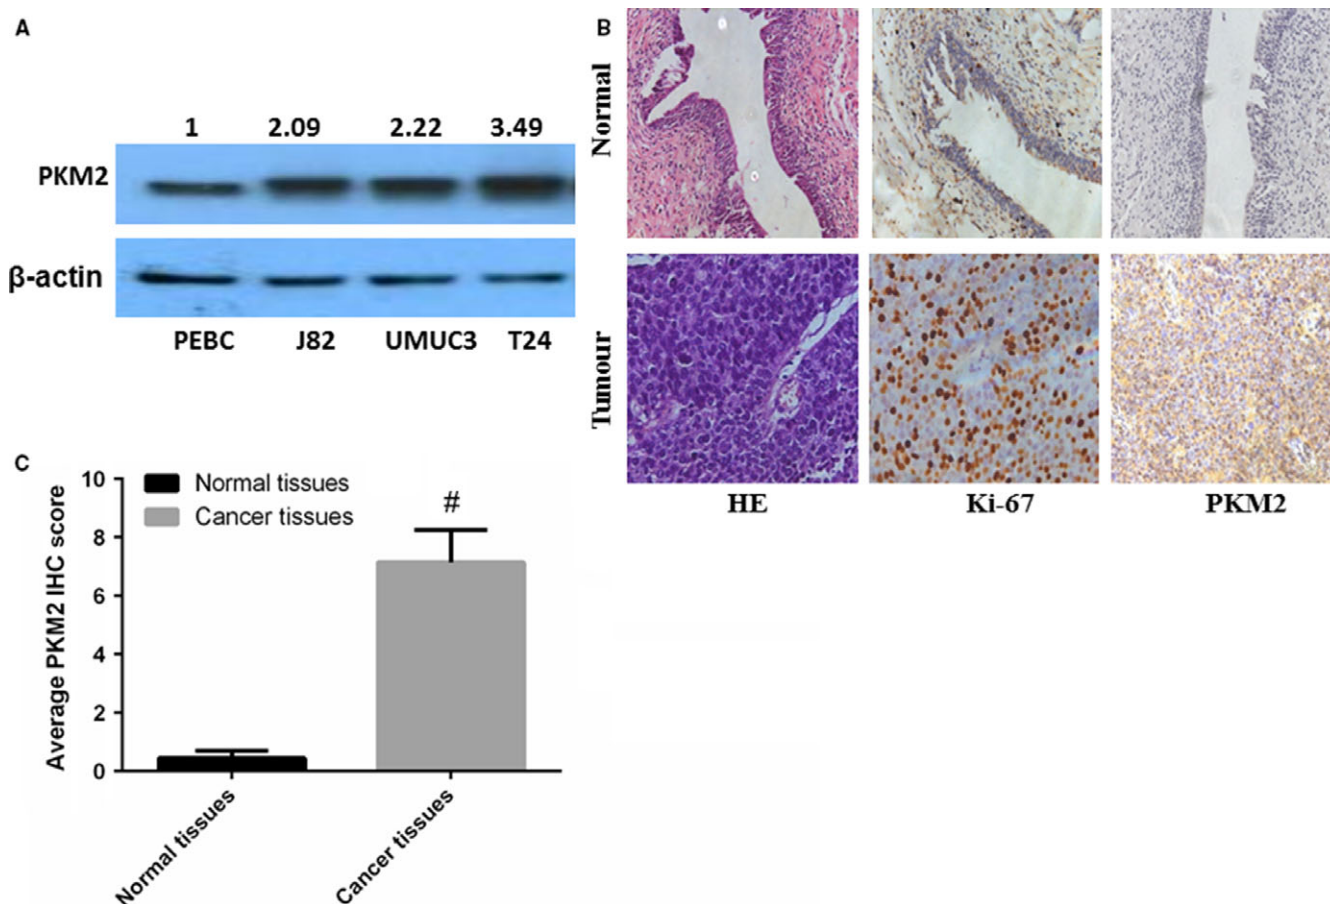 A
1 2.09 2.22 3.49
PKM2
β-actin
PEBC J82 UMUC3 T24
B
Normal
Tumour
HE Ki-67 PKM2
C
Average PKM2 IHC score
10
8
6
4
2
0
Normal tissues
Cancer tissues
#
Normal tissues
Cancer tissues